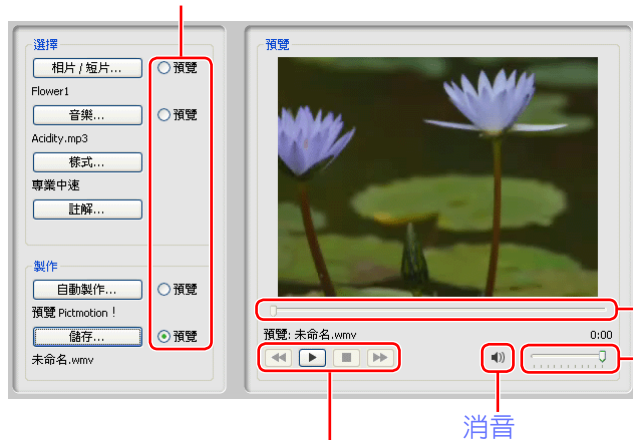 選擇
相片 / 短片...
預覽
Flower1
音樂...
預覽
Acidity.mp3
樣式...
專業中速
註解...
製作
自動製作...
預覽
預覽 Pictmotion！
儲存...
預覽
未命名.wmv
預覽
預覽: 未命名.wmv
0:00
消音